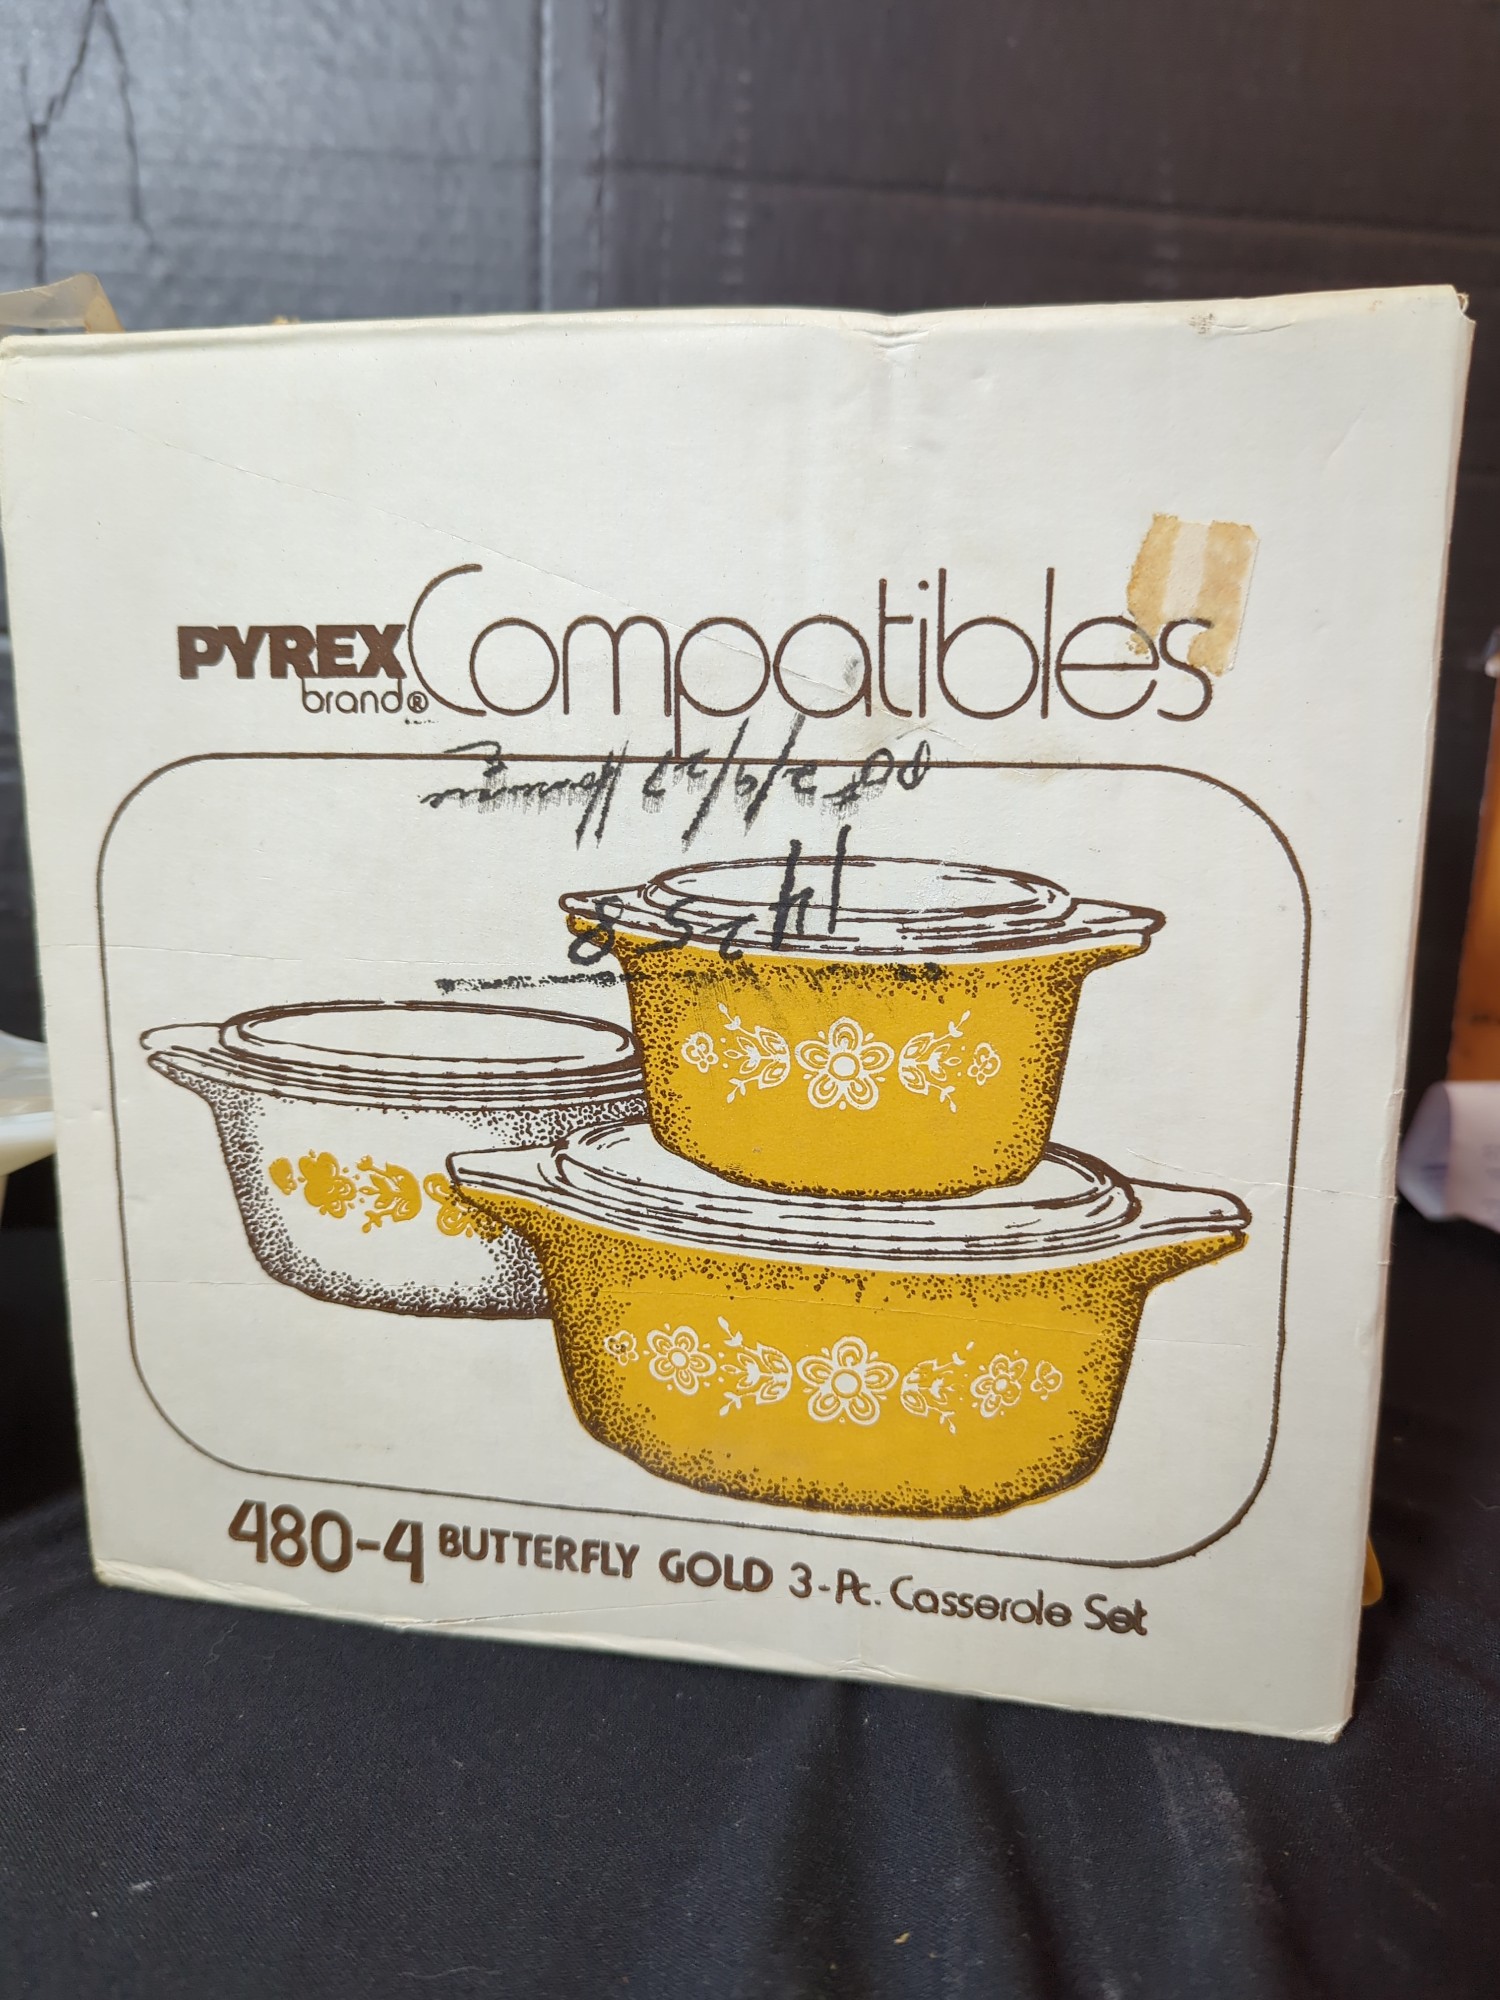 PYREX Compatibles
brand®
480-4 BUTTERFLY GOLD 3-Pc. Casserole Set